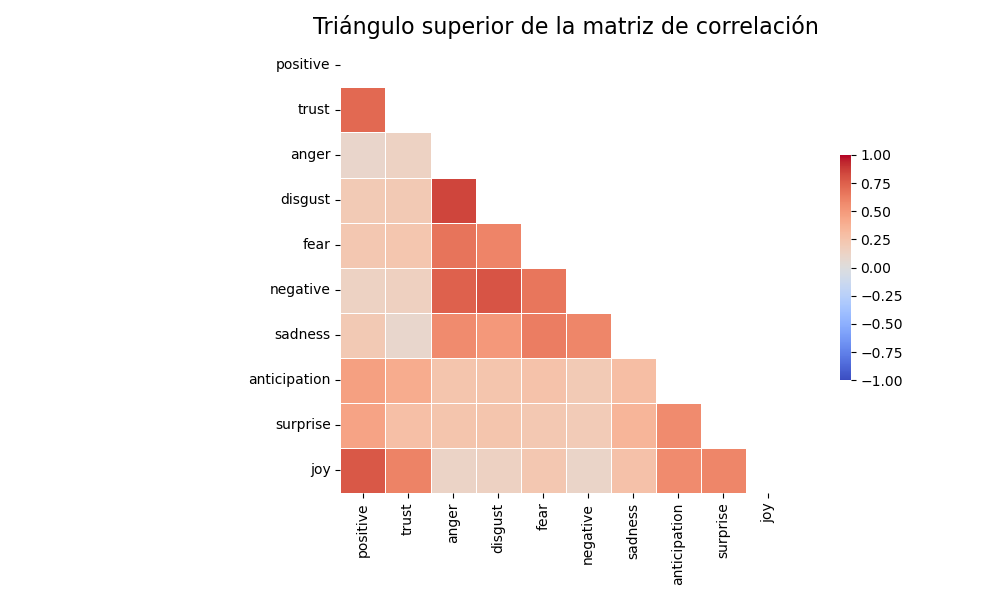 Triángulo superior de la matriz de correlación
positive
trust
anger
disgust
fear
negative
sadness
anticipation
surprise
joy
positive
trust
anger
disgust
fear
negative
sadness
anticipation
surprise
joy
1.00
0.75
0.50
0.25
0.00
−0.25
−0.50
−0.75
−1.00